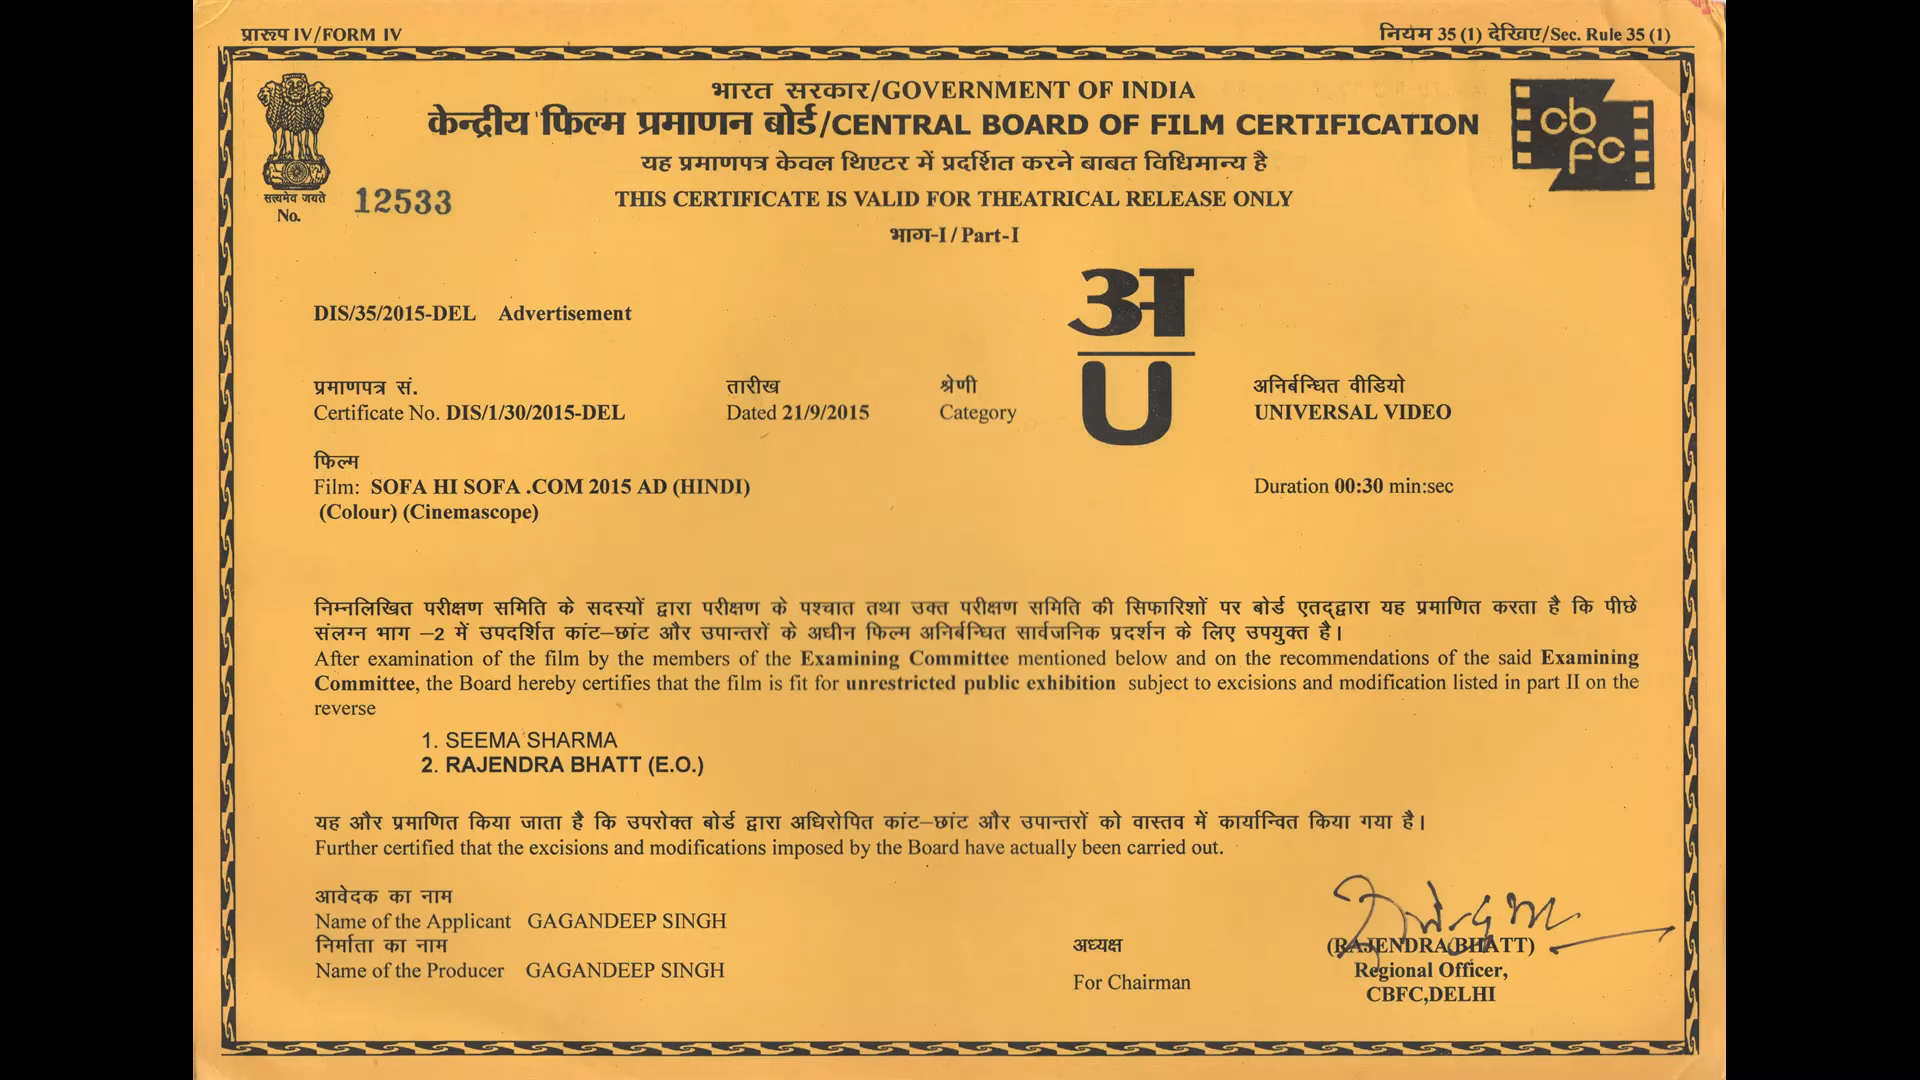 प्रारूप IV/FORM IV
नियम 35 (1) देखिए/Sec. Rule 35 (1)
भारत सरकार/GOVERNMENT OF INDIA
केन्द्रीय फिल्म प्रमाणन बोर्ड/CENTRAL BOARD OF FILM CERTIFICATION
cb
fc
यह प्रमाणपत्र केवल थिएटर में प्रदर्शित करने बाबत विधिमान्य है
सत्यमेव जयते
No. 12533
THIS CERTIFICATE IS VALID FOR THEATRICAL RELEASE ONLY
भाग-I / Part-I
DIS/35/2015-DEL Advertisement
अ
U
प्रमाणपत्र सं. तारीख श्रेणी अनिर्बन्धित वीडियो
Certificate No. DIS/1/30/2015-DEL Dated 21/9/2015 Category UNIVERSAL VIDEO
फिल्म
Film: SOFA HI SOFA .COM 2015 AD (HINDI) Duration 00:30 min:sec
(Colour) (Cinemascope)
निम्नलिखित परीक्षण समिति के सदस्यों द्वारा परीक्षण के पश्चात तथा उक्त परीक्षण समिति की सिफारिशों पर बोर्ड एतद्द्वारा यह प्रमाणित करता है कि पीछे
संलग्न भाग –2 में उपदर्शित कांट–छांट और उपान्तरों के अधीन फिल्म अनिर्बन्धित सार्वजनिक प्रदर्शन के लिए उपयुक्त है।
After examination of the film by the members of the Examining Committee mentioned below and on the recommendations of the said Examining
Committee, the Board hereby certifies that the film is fit for unrestricted public exhibition subject to excisions and modification listed in part II on the
reverse
1. SEEMA SHARMA
2. RAJENDRA BHATT (E.O.)
यह और प्रमाणित किया जाता है कि उपरोक्त बोर्ड द्वारा अधिरोपित कांट–छांट और उपान्तरों को वास्तव में कार्यान्वित किया गया है।
Further certified that the excisions and modifications imposed by the Board have actually been carried out.
आवेदक का नाम
Name of the Applicant GAGANDEEP SINGH
निर्माता का नाम
Name of the Producer GAGANDEEP SINGH
अध्यक्ष
For Chairman
(RAJENDRA BHATT)
Regional Officer,
CBFC,DELHI